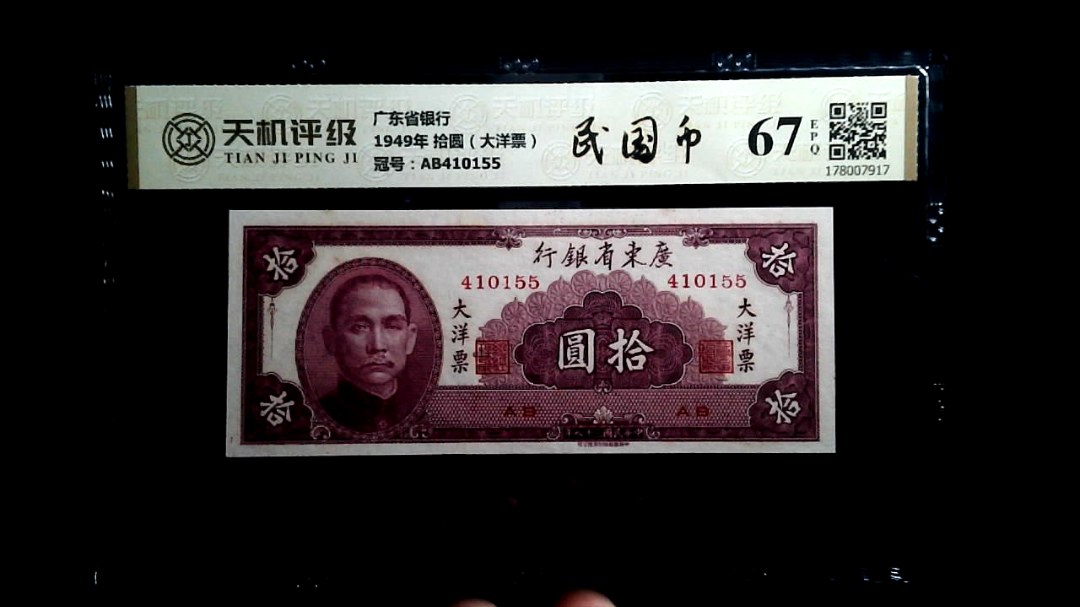 天机评级
TIAN JI PING JI
广东省银行
1949年 拾圆（大洋票）
冠号：AB410155
民国币
67
EPQ
178007917
行銀省東廣
410155
410155
拾
拾
大洋票
圓拾
大洋票
AB
AB
拾
拾